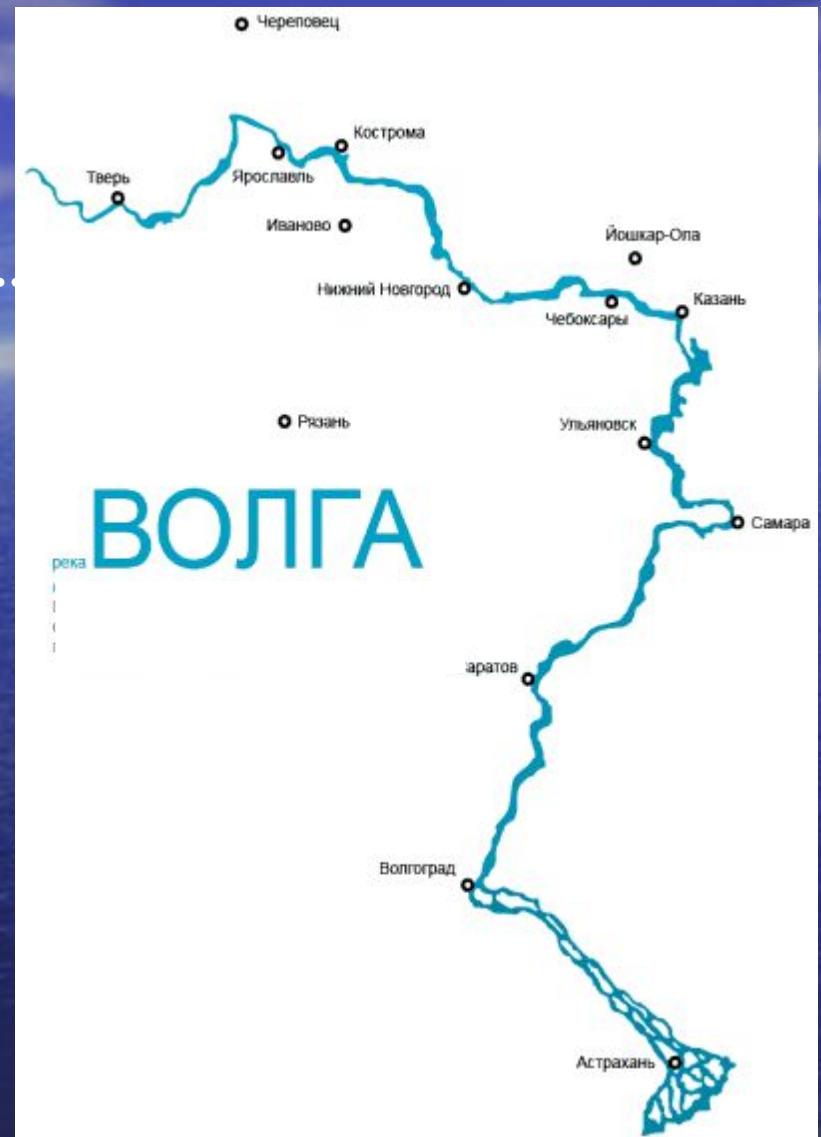 Череповец
Кострома
Ярославль
Тверь
Иваново
Йошкар-Ола
Нижний Новгород
Казань
Чебоксары
Рязань
Ульяновск
ВОЛГА
Самара
река
аратов
Волгоград
Астрахань